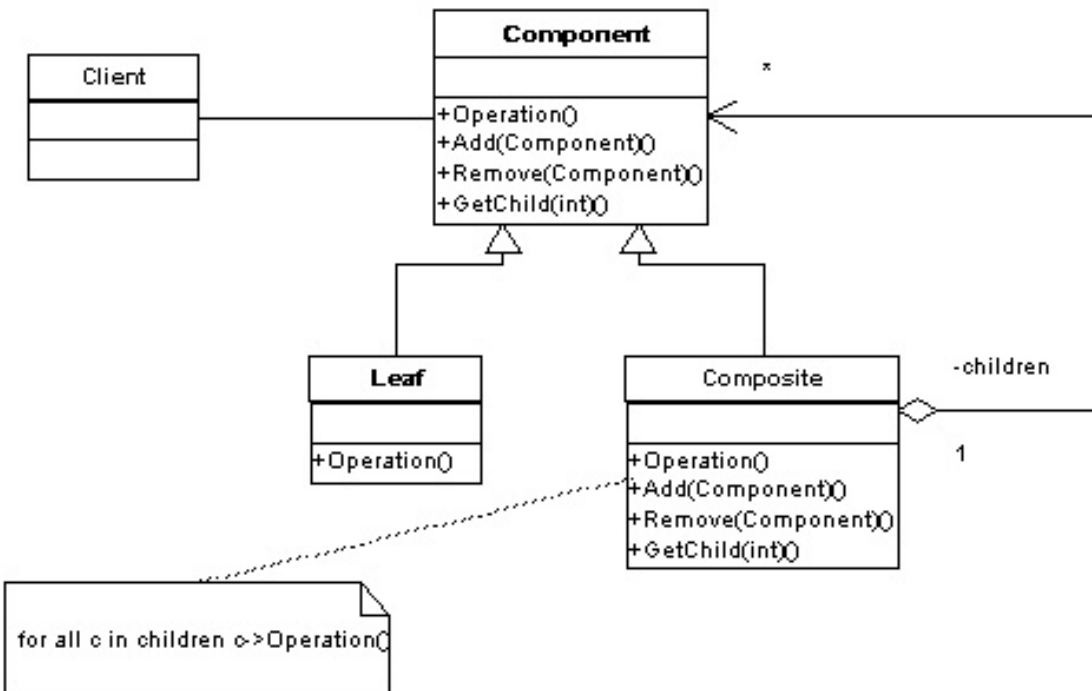 Component
Client
*
+Operation()
+Add(Component)()
+Remove(Component)()
+GetChild(int)()
Leaf
+Operation()
Composite
+Operation()
+Add(Component)()
+Remove(Component)()
+GetChild(int)()
-children
1
for all c in children c->Operation()